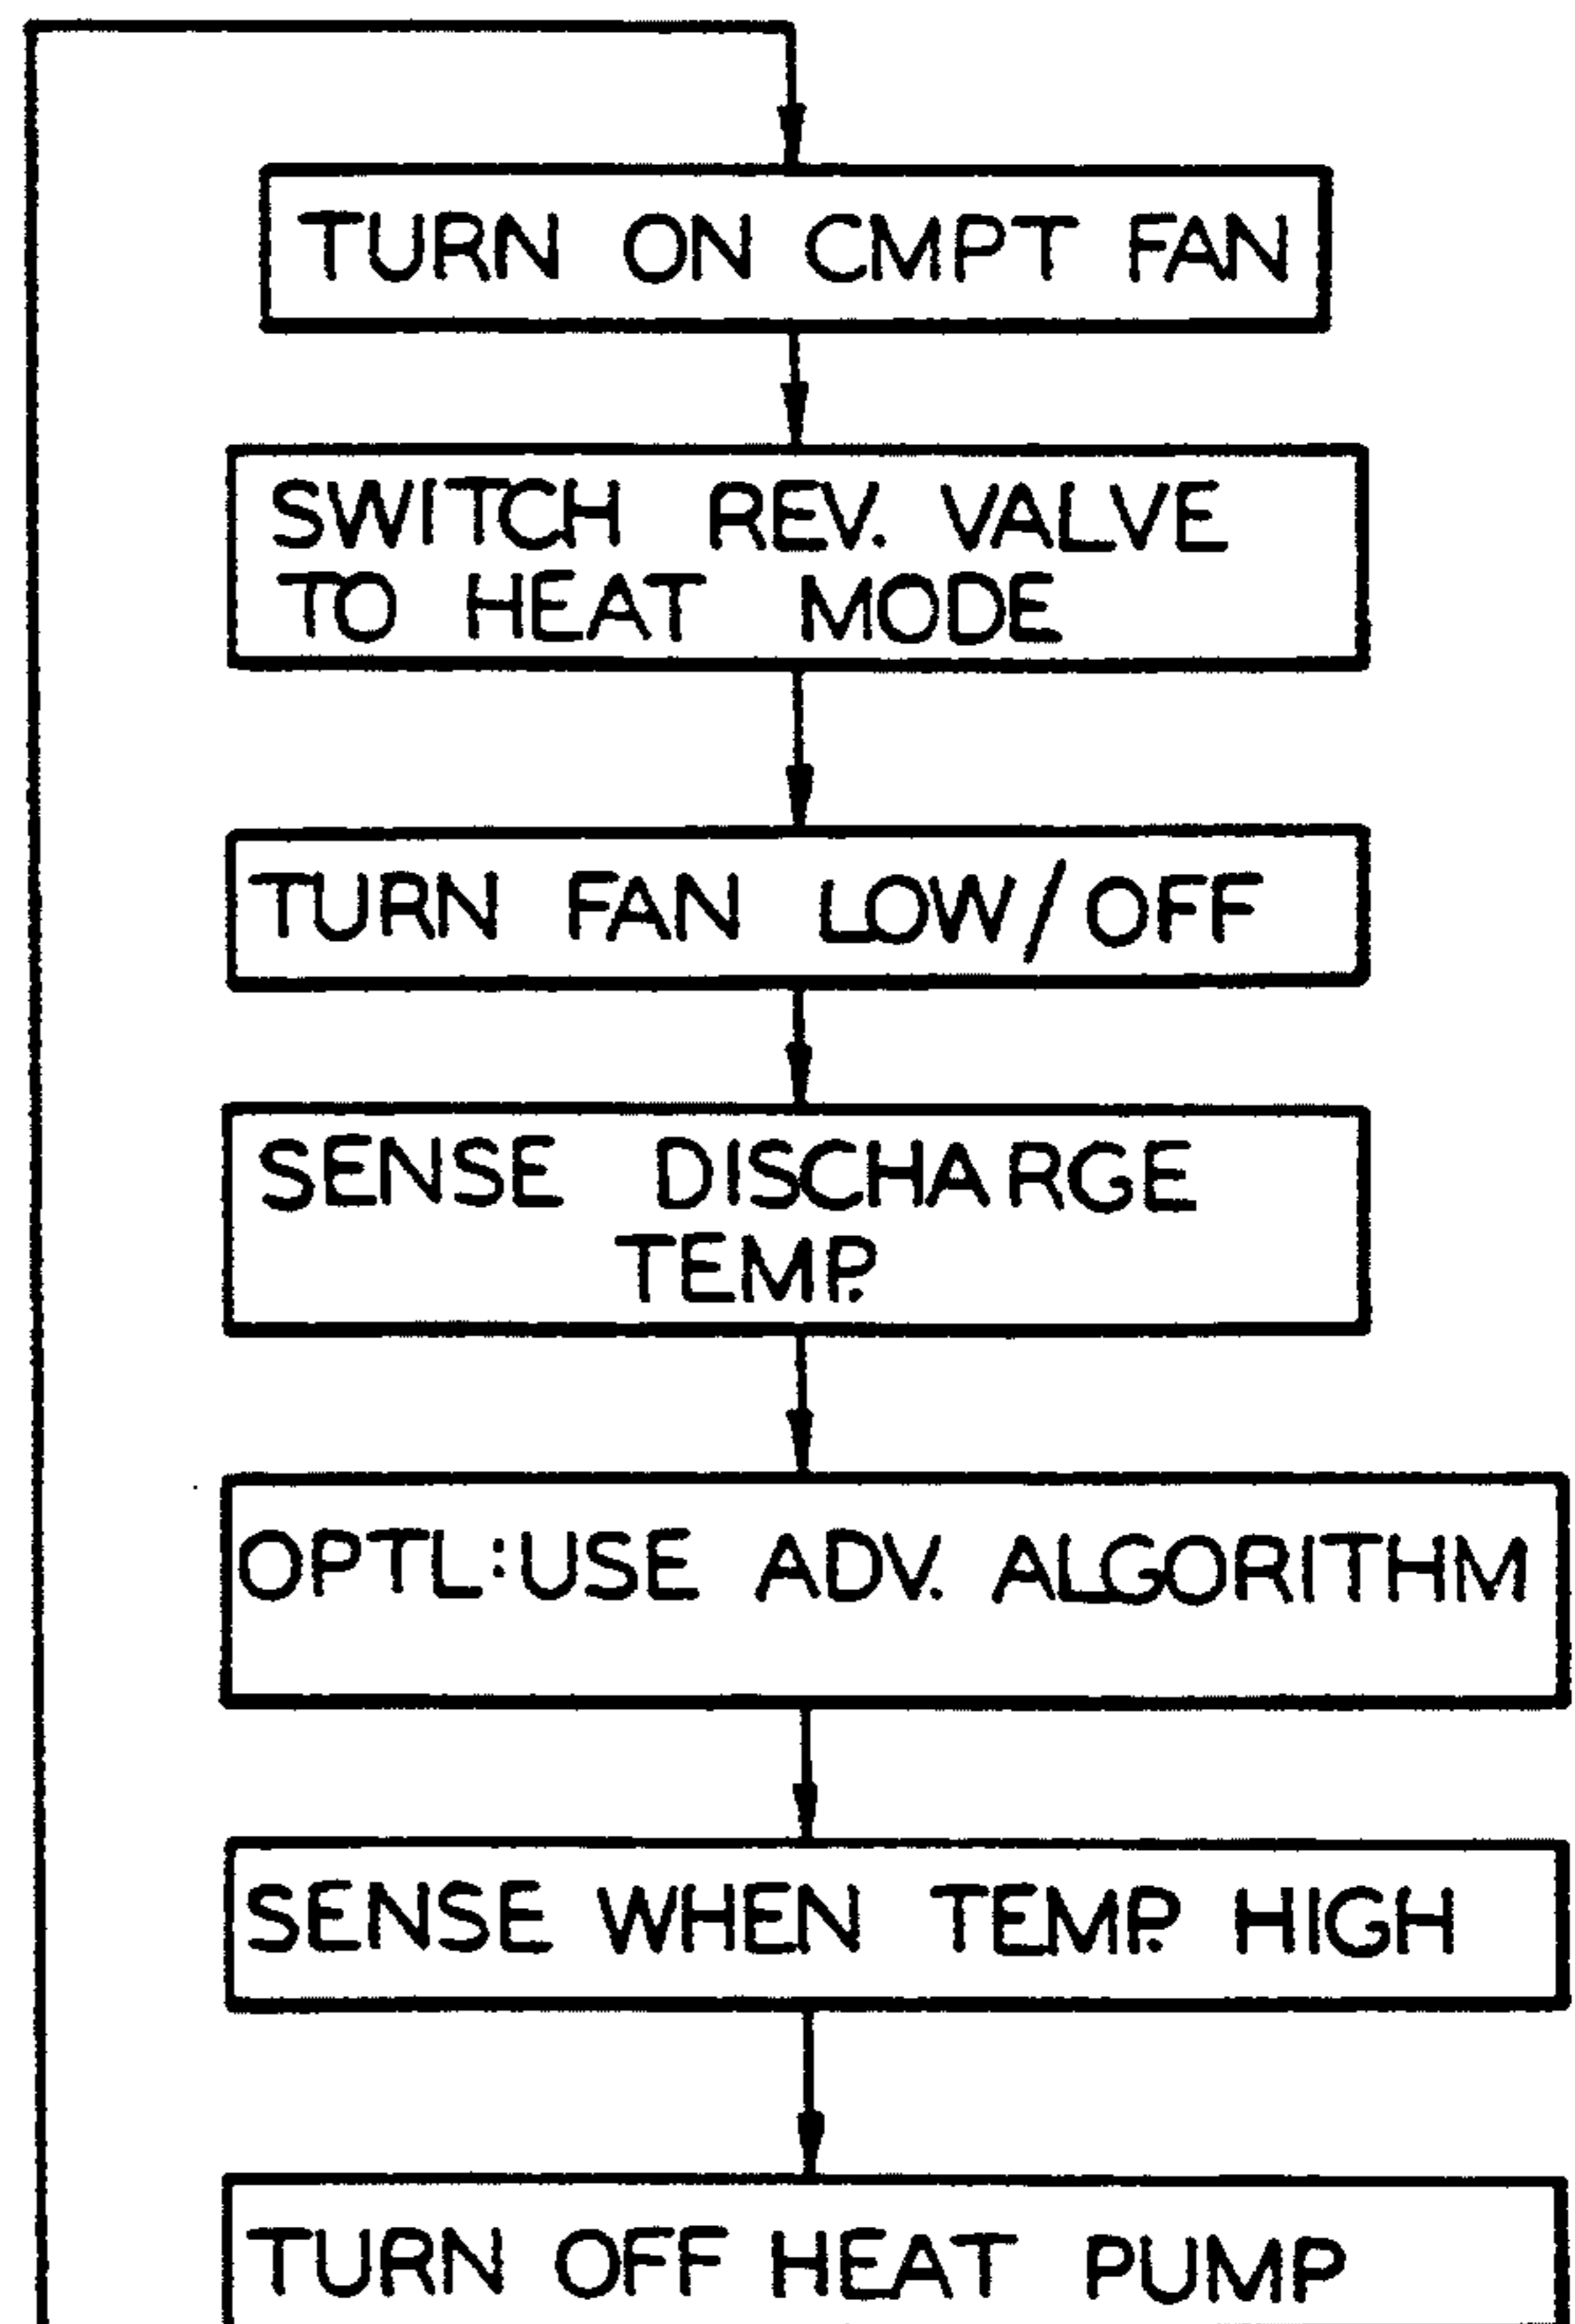 TURN ON CMPT FAN
SWITCH REV. VALVE
TO HEAT MODE
TURN FAN LOW/OFF
SENSE DISCHARGE
TEMP.
OPTL:USE ADV. ALGORITHM
SENSE WHEN TEMP. HIGH
TURN OFF HEAT PUMP